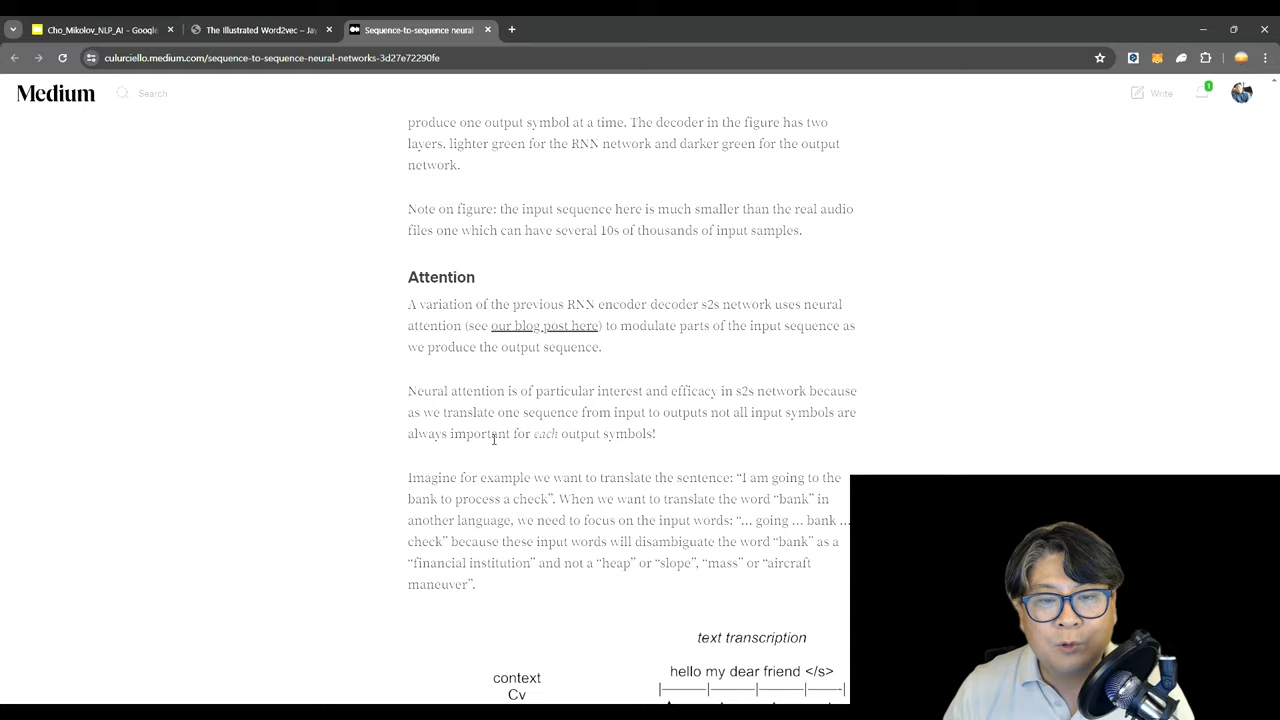 Cho_Mikolov_NLP_AI - Google
The Illustrated Word2vec – Jay
Sequence-to-sequence neural
culurciello.medium.com/sequence-to-sequence-neural-networks-3d27e72290fe
Medium
Search
Write
1
produce one output symbol at a time. The decoder in the figure has two
layers, lighter green for the RNN network and darker green for the output
network.
Note on figure: the input sequence here is much smaller than the real audio
files one which can have several 10s of thousands of input samples.
Attention
A variation of the previous RNN encoder decoder s2s network uses neural
attention (see our blog post here) to modulate parts of the input sequence as
we produce the output sequence.
Neural attention is of particular interest and efficacy in s2s network because
as we translate one sequence from input to outputs not all input symbols are
always important for each output symbols!
Imagine for example we want to translate the sentence: “I am going to the
bank to process a check”. When we want to translate the word “bank” in
another language, we need to focus on the input words: “… going … bank …
check” because these input words will disambiguate the word “bank” as a
“financial institution” and not a “heap” or “slope”, “mass” or “aircraft
maneuver”.
text transcription
hello my dear friend </s>
context
Cv